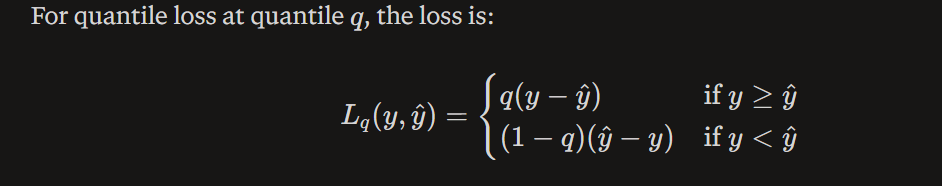 For quantile loss at quantile q, the loss is:
L_q(y, ŷ) = { q(y − ŷ) if y ≥ ŷ
(1 − q)(ŷ − y) if y < ŷ